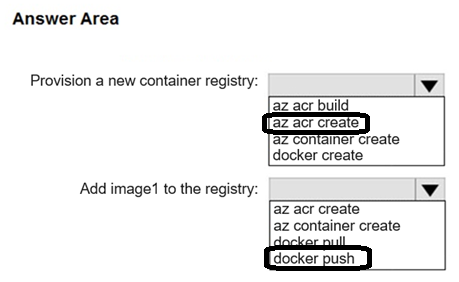 Answer Area
Provision a new container registry:
az acr build
az acr create
az container create
docker create
Add image1 to the registry:
az acr create
az container create
docker pull
docker push